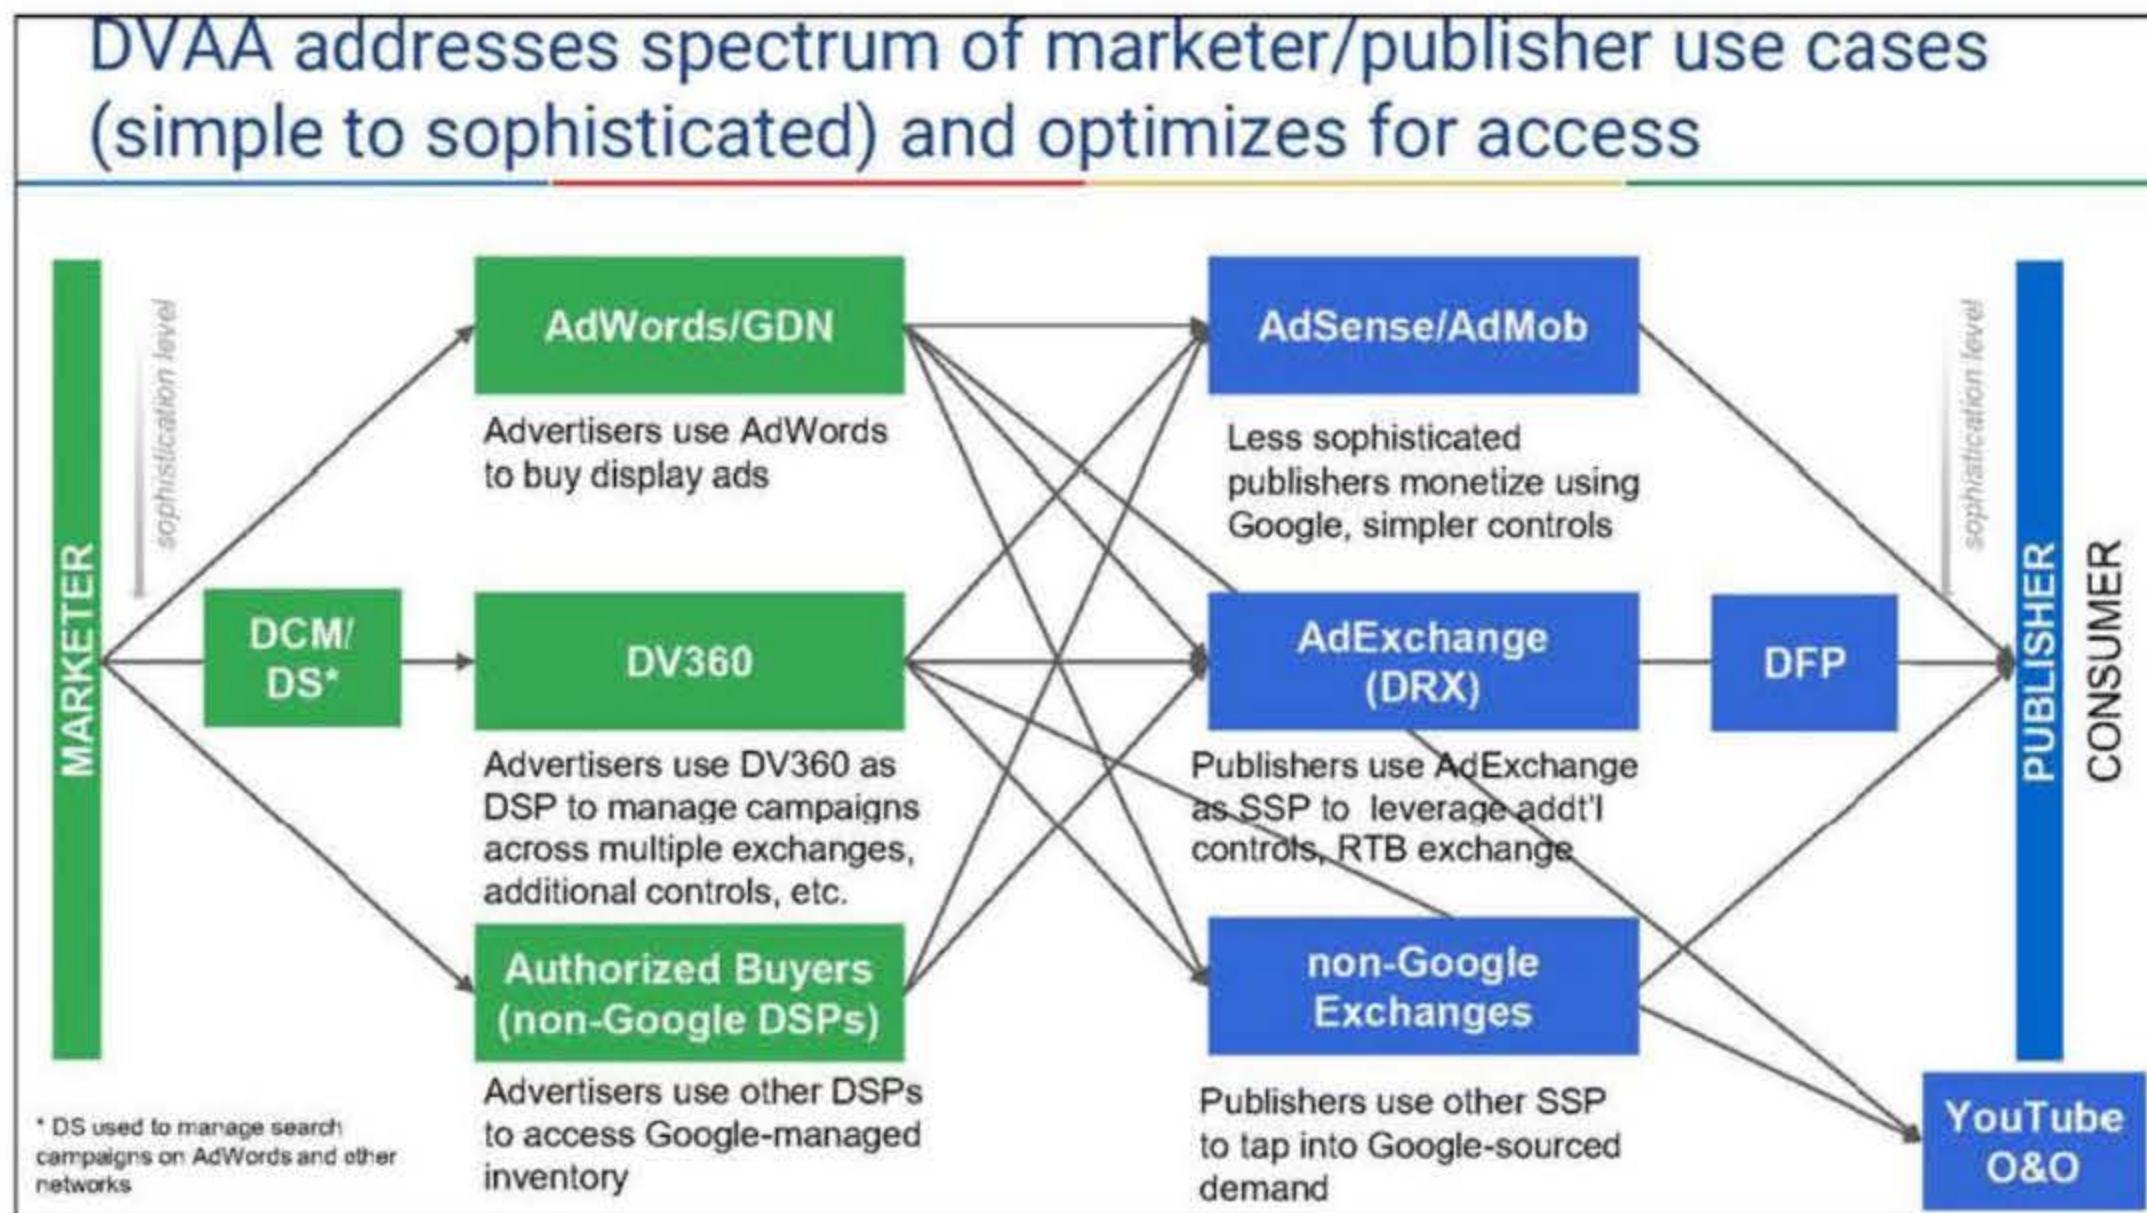 DVAA addresses spectrum of marketer/publisher use cases
(simple to sophisticated) and optimizes for access
MARKETER
sophistication level
DCM/
DS*
AdWords/GDN
Advertisers use AdWords
to buy display ads
DV360
Advertisers use DV360 as
DSP to manage campaigns
across multiple exchanges,
additional controls, etc.
Authorized Buyers
(non-Google DSPs)
Advertisers use other DSPs
to access Google-managed
inventory
* DS used to manage search
campaigns on AdWords and other
networks
AdSense/AdMob
Less sophisticated
publishers monetize using
Google, simpler controls
AdExchange
(DRX)
Publishers use AdExchange
as SSP to leverage addt'l
controls, RTB exchange
non-Google
Exchanges
Publishers use other SSP
to tap into Google-sourced
demand
DFP
sophistication level
PUBLISHER
CONSUMER
YouTube
O&O